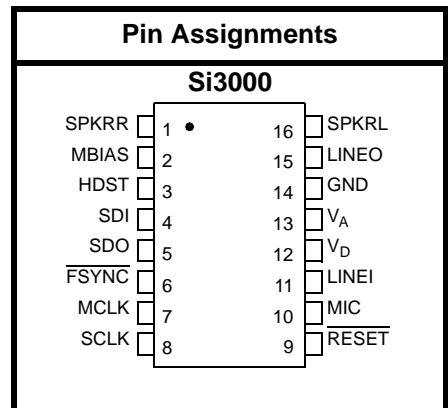 Pin Assignments
Si3000
SPKRR 1 16 SPKRL
MBIAS 2 15 LINEO
HDST 3 14 GND
SDI 4 13 VA
SDO 5 12 VD
FSYNC 6 11 LINEI
MCLK 7 10 MIC
SCLK 8 9 RESET